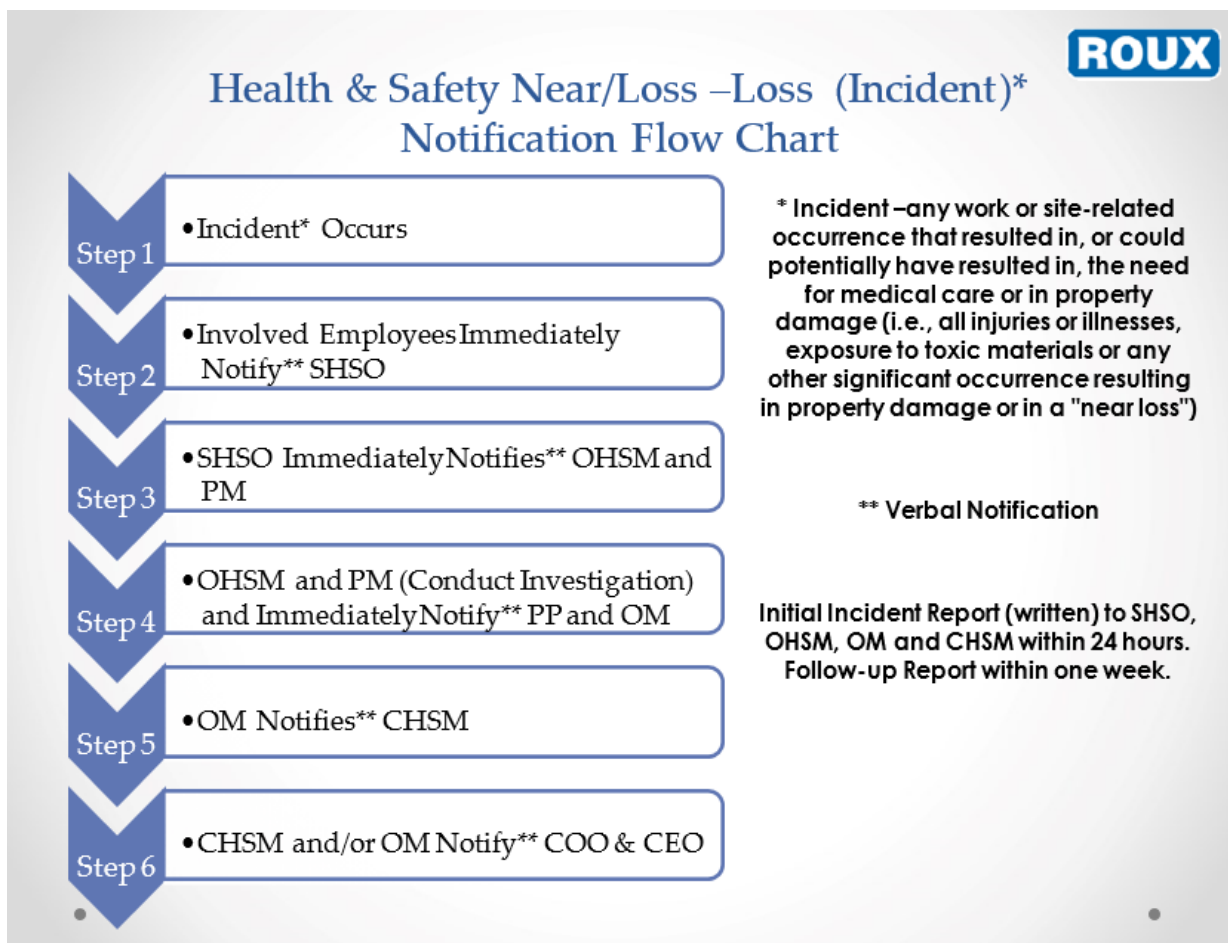 ROUX
Health & Safety Near/Loss –Loss (Incident)*
Notification Flow Chart
Step 1
•Incident* Occurs
Step 2
•Involved Employees Immediately
Notify** SHSO
Step 3
•SHSO Immediately Notifies** OHSM and
PM
Step 4
•OHSM and PM (Conduct Investigation)
and Immediately Notify** PP and OM
Step 5
•OM Notifies** CHSM
Step 6
•CHSM and/or OM Notify** COO & CEO
* Incident –any work or site-related
occurrence that resulted in, or could
potentially have resulted in, the need
for medical care or in property
damage (i.e., all injuries or illnesses,
exposure to toxic materials or any
other significant occurrence resulting
in property damage or in a "near loss")
** Verbal Notification
Initial Incident Report (written) to SHSO,
OHSM, OM and CHSM within 24 hours.
Follow-up Report within one week.